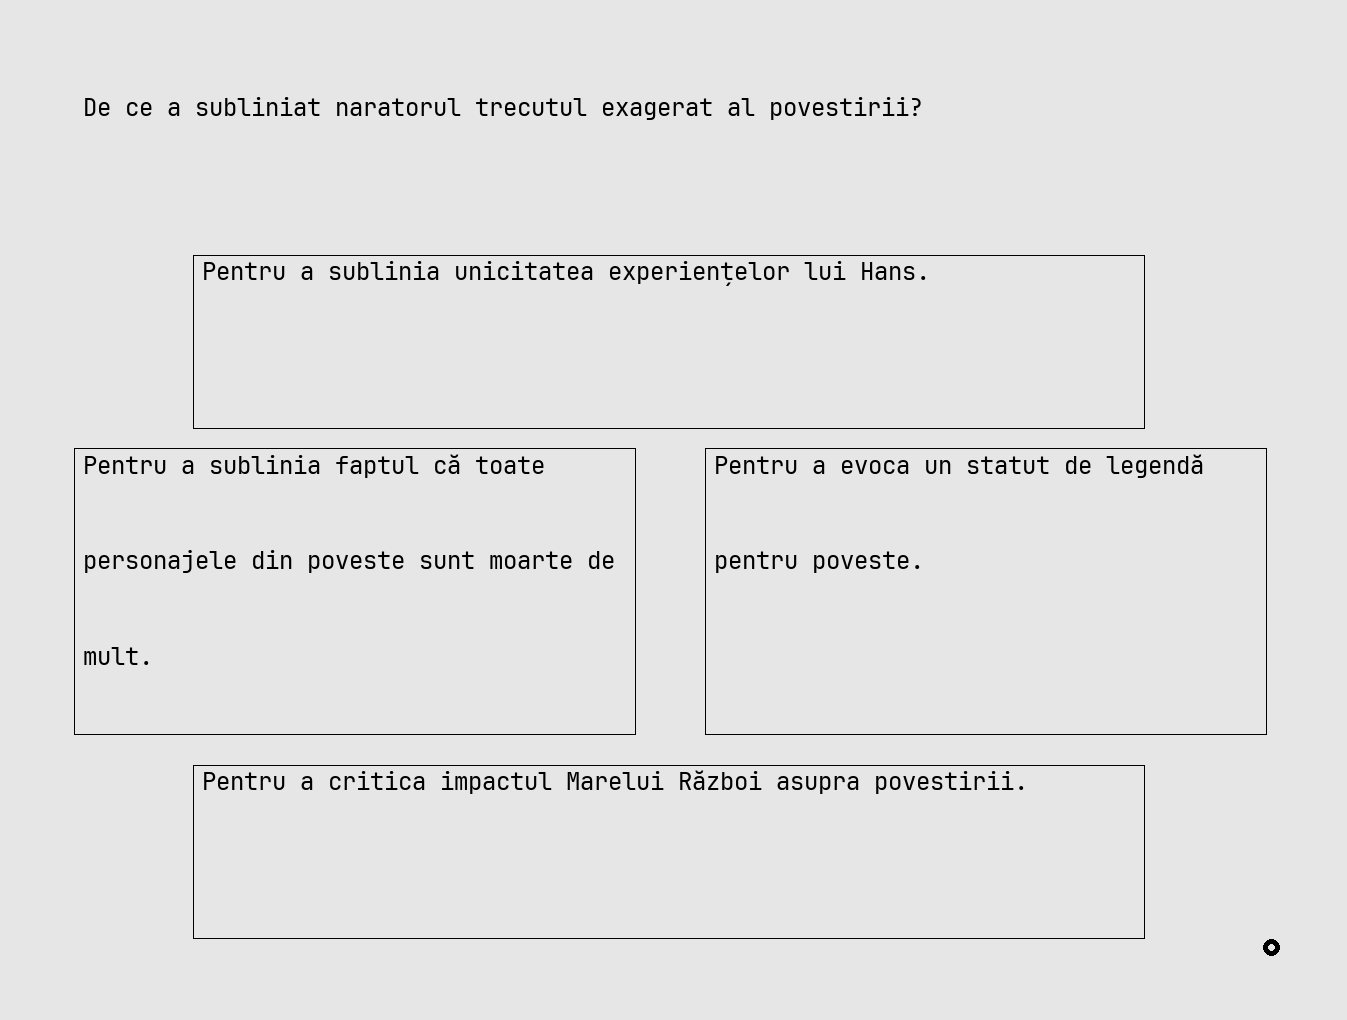 De ce a subliniat naratorul trecutul exagerat al povestirii?
Pentru a sublinia unicitatea experiențelor lui Hans.
Pentru a sublinia faptul că toate
personajele din poveste sunt moarte de
mult.
Pentru a evoca un statut de legendă
pentru poveste.
Pentru a critica impactul Marelui Război asupra povestirii.